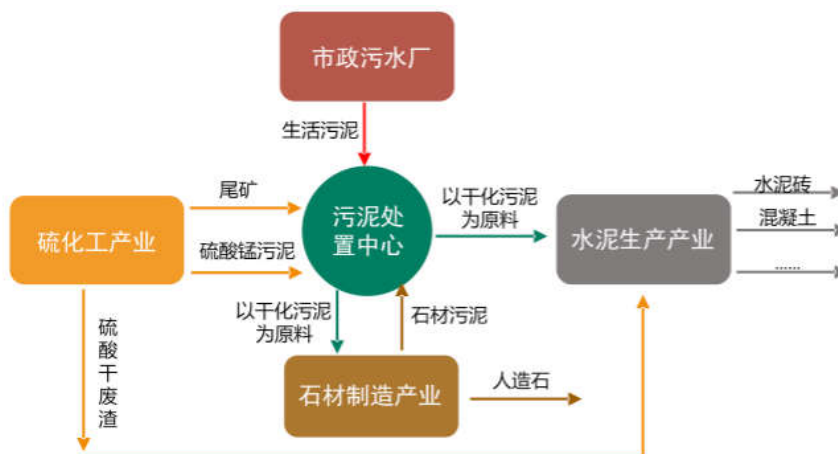 市政污水厂
生活污泥
尾矿
硫化工产业
硫酸锰污泥
污泥处
置中心
以干化污泥
为原料
水泥生产产业
水泥砖
混凝土
......
以干化污泥
为原料
石材污泥
硫
酸
干
废
渣
石材制造产业
人造石